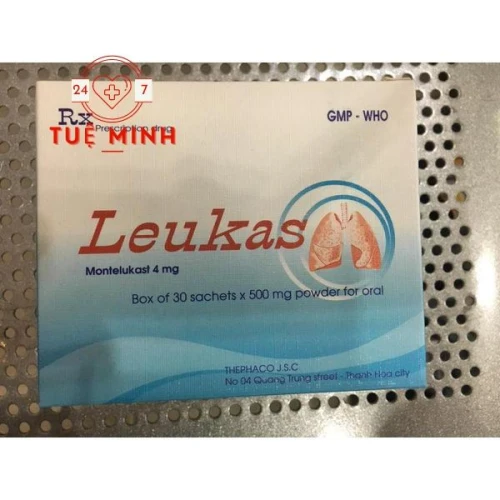 24 7
Rx
Prescription drug
TUỆ MINH
GMP - WHO
Leukas
Montelukast 4 mg
Box of 30 sachets x 500 mg powder for oral
THEPHACO J.S.C
No 04 Quang Trung street - Thanh Hoa city